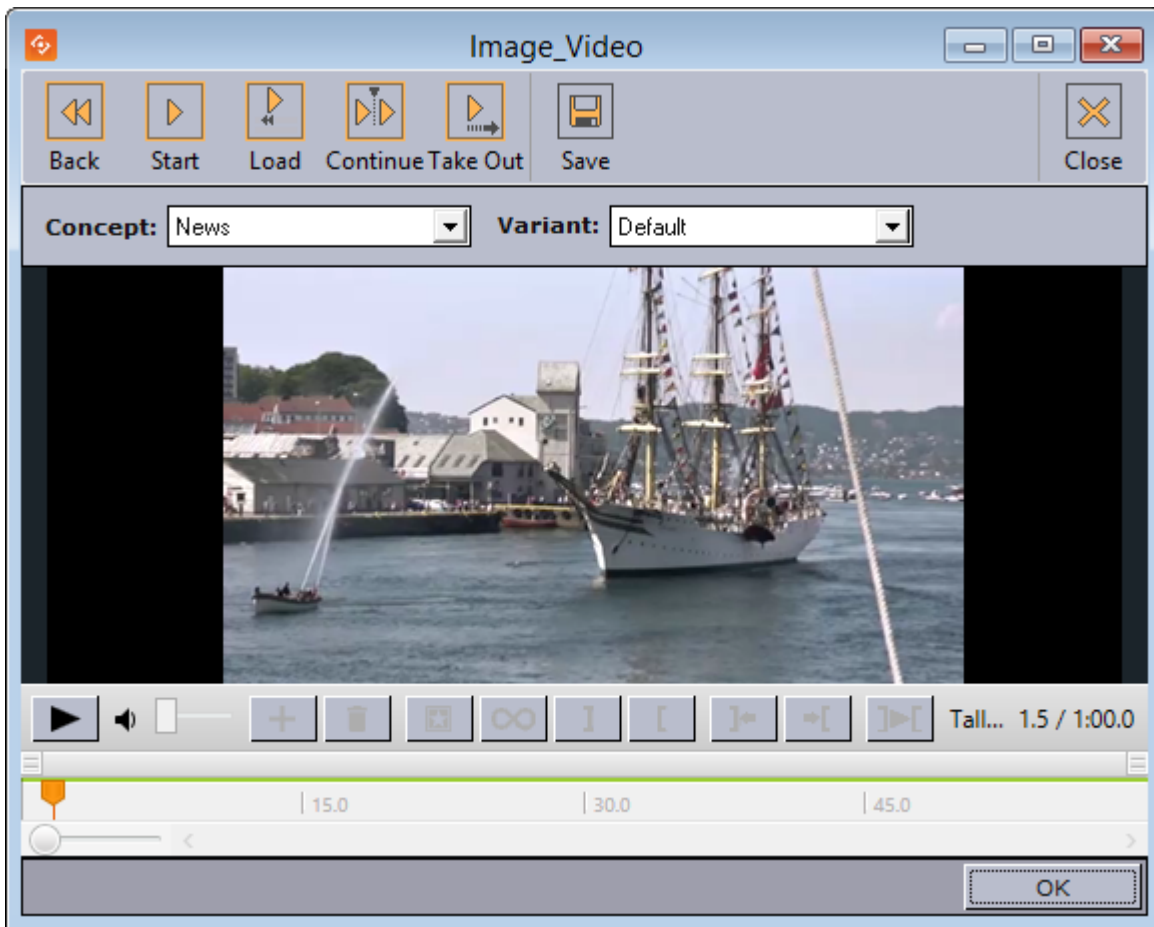 Image_Video
Back Start Load Continue Take Out Save Close
Concept: News Variant: Default
Tall... 1.5 / 1:00.0
15.0 30.0 45.0
OK